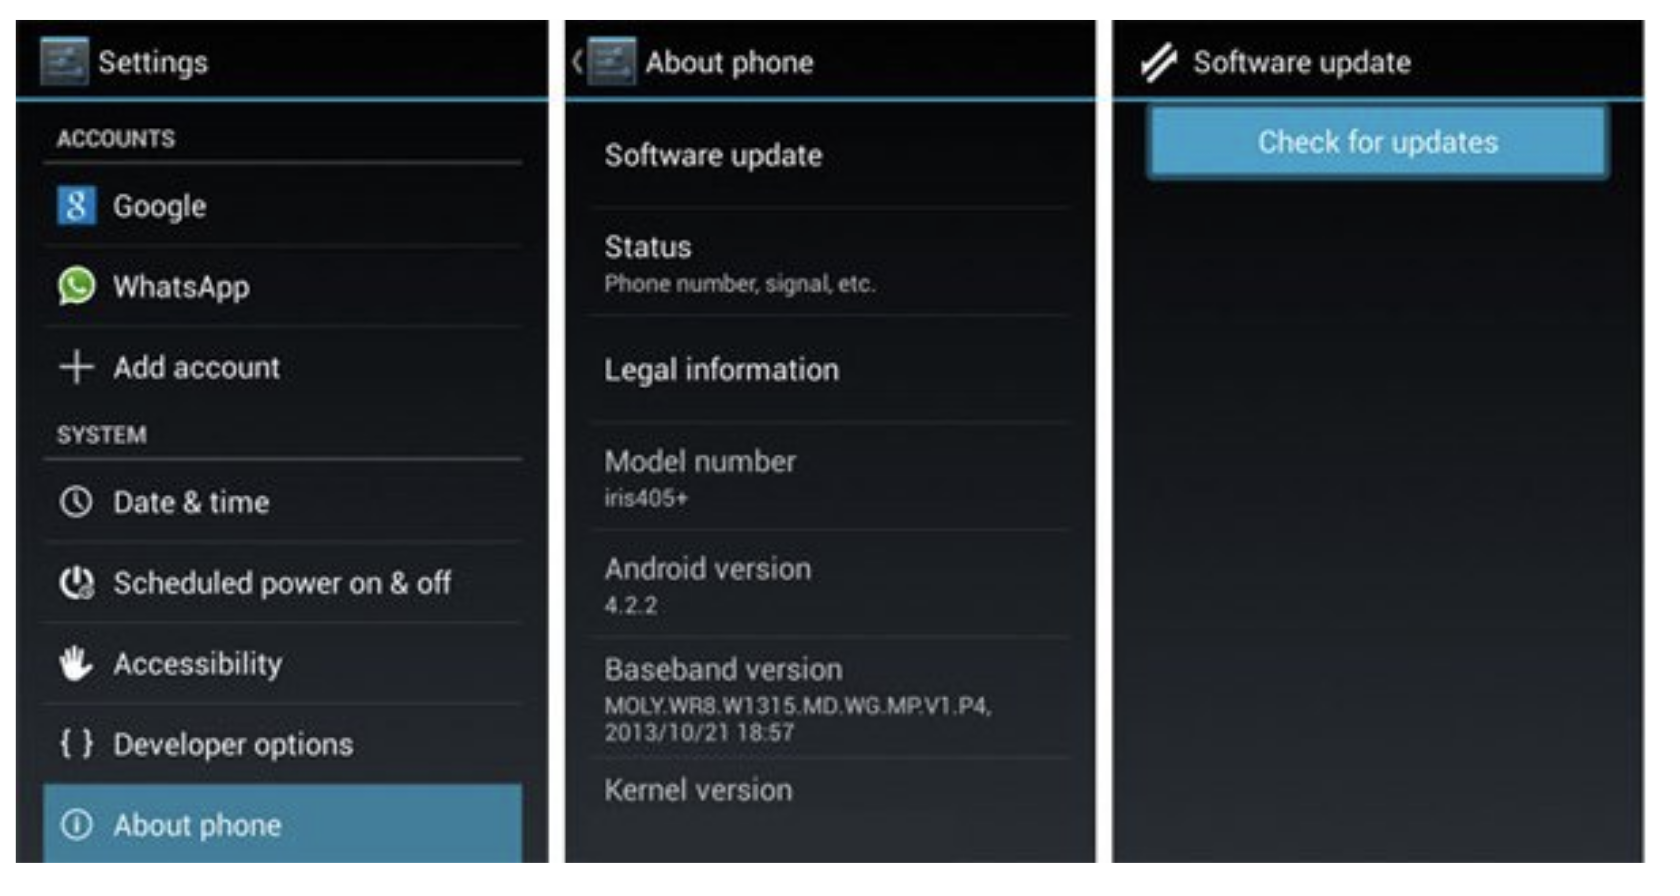 Settings
ACCOUNTS
Google
WhatsApp
Add account
SYSTEM
Date & time
Scheduled power on & off
Accessibility
{ } Developer options
About phone
About phone
Software update
Status
Phone number, signal, etc.
Legal information
Model number
iris405+
Android version
4.2.2
Baseband version
MOLY.WR8.W1315.MD.WG.MP.V1.P4,
2013/10/21 18:57
Kernel version
Software update
Check for updates